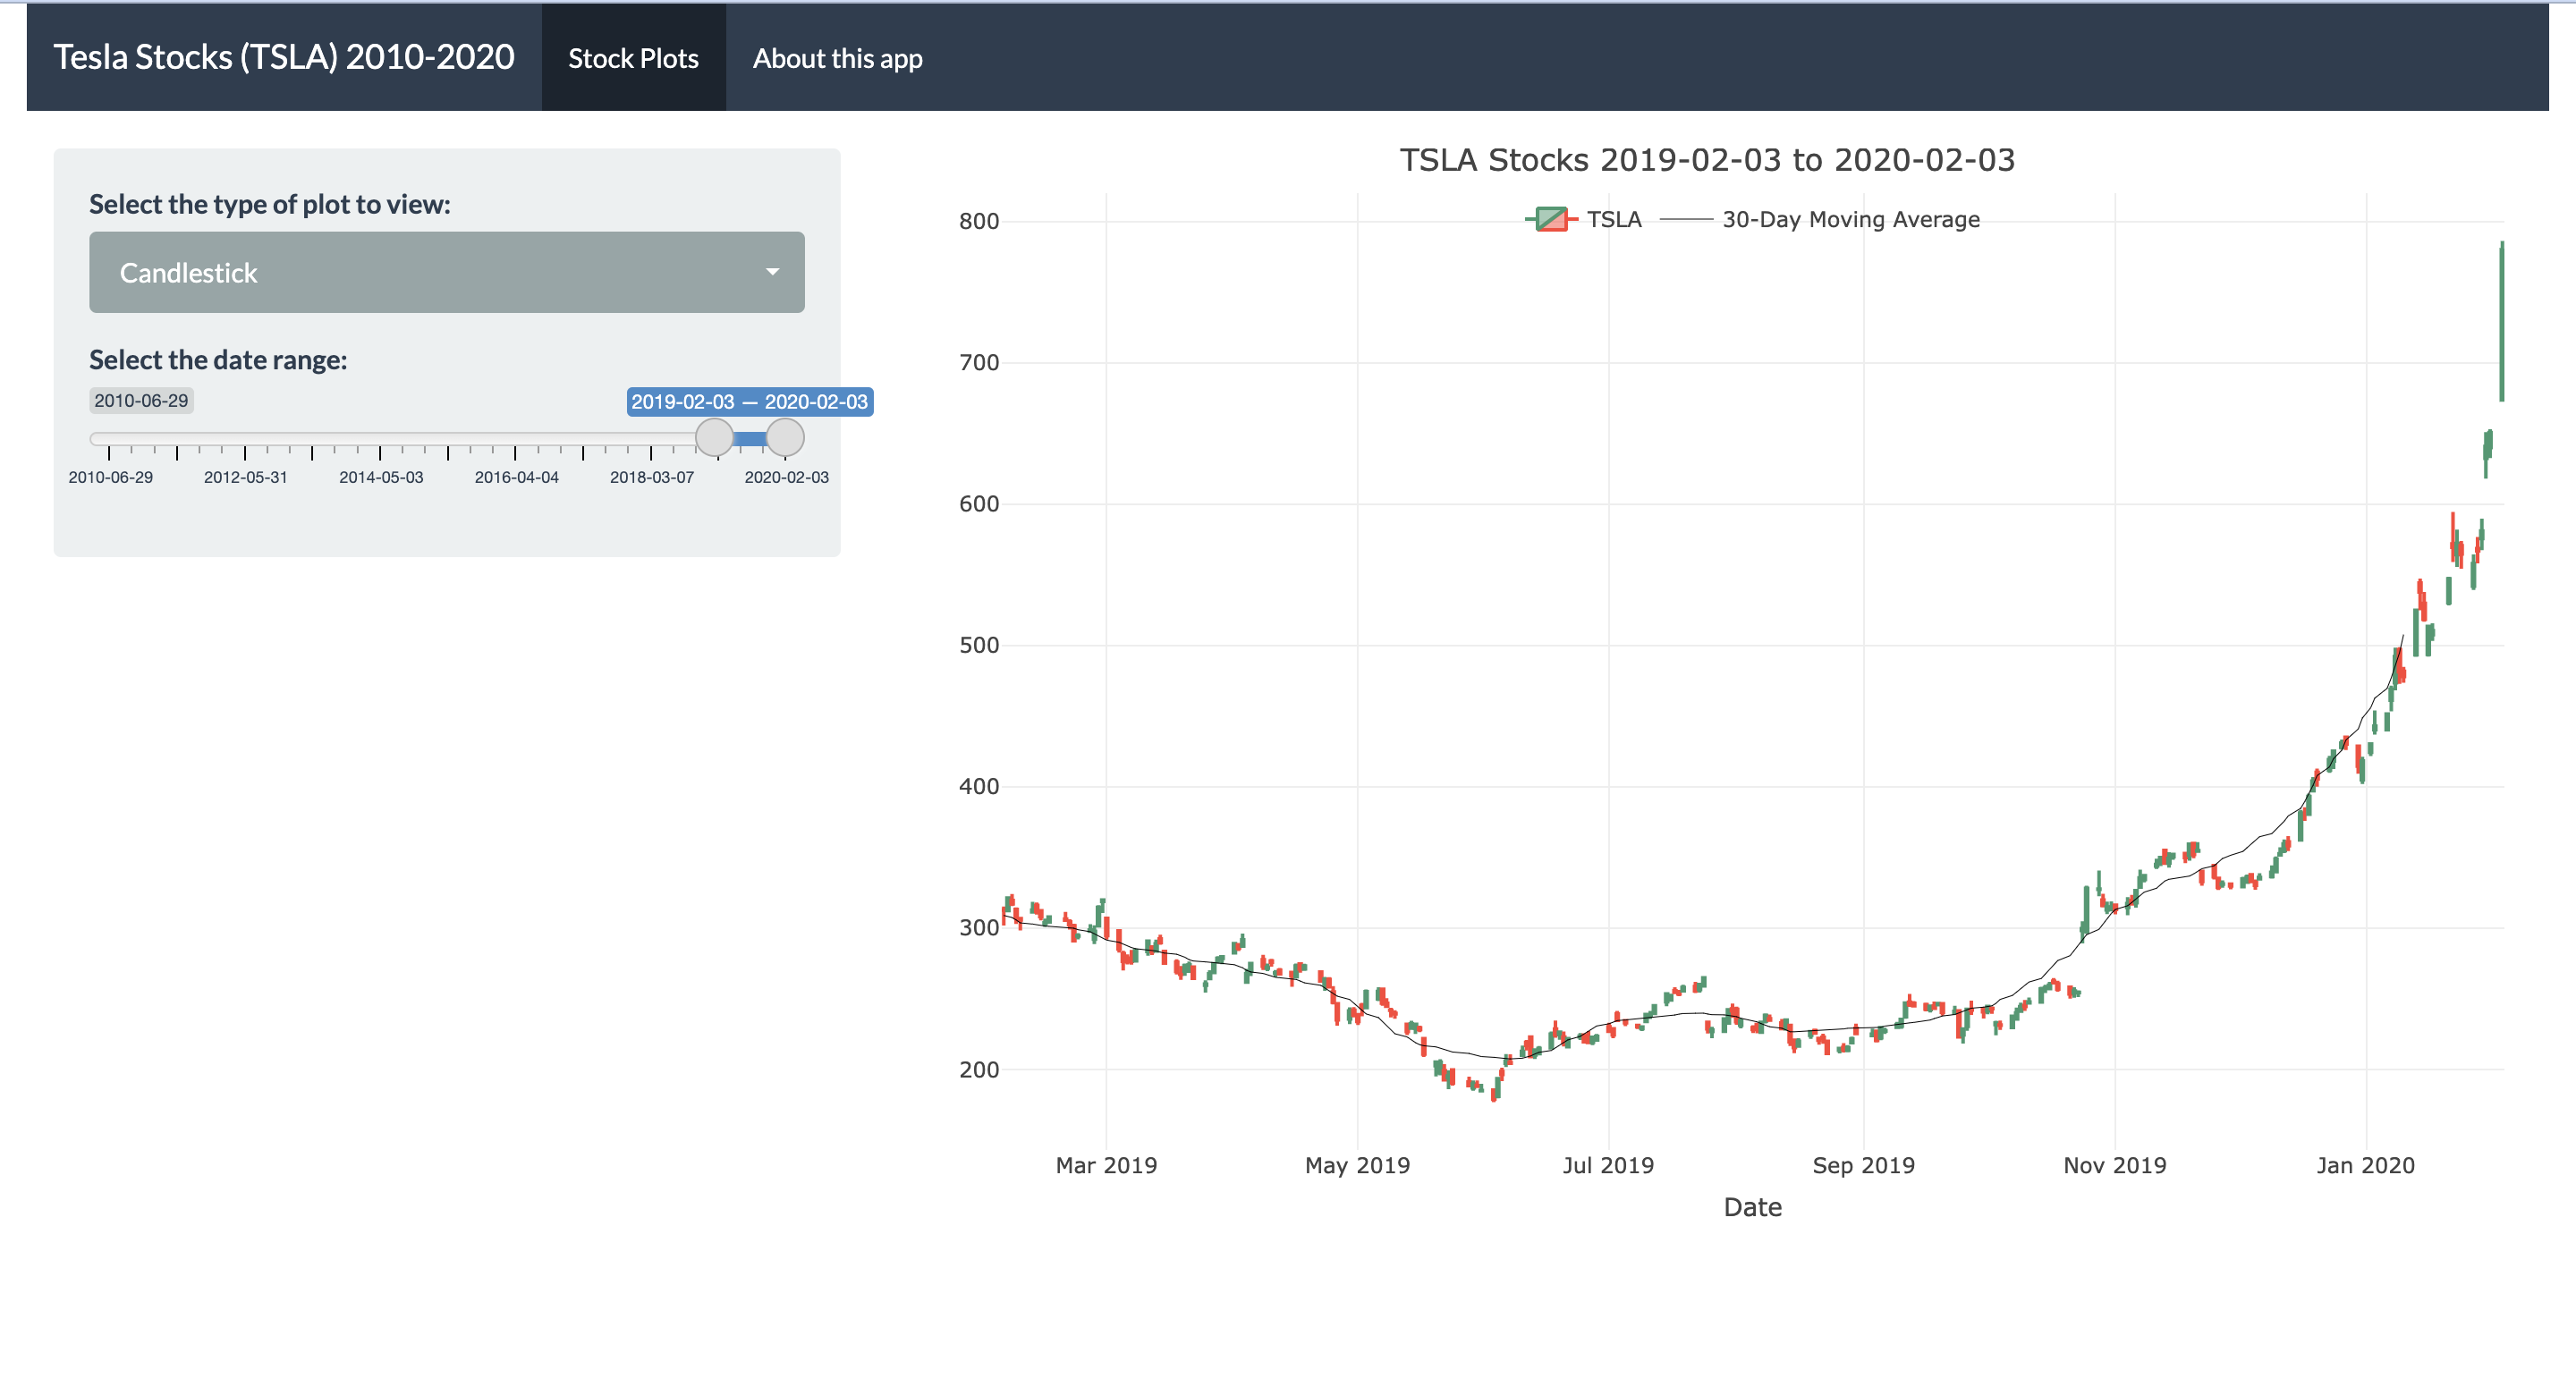 Tesla Stocks (TSLA) 2010-2020 Stock Plots About this app
Select the type of plot to view:
Candlestick
Select the date range:
2010-06-29 2019-02-03 — 2020-02-03
2010-06-29 2012-05-31 2014-05-03 2016-04-04 2018-03-07 2020-02-03
TSLA Stocks 2019-02-03 to 2020-02-03
TSLA 30-Day Moving Average
800
700
600
500
400
300
200
Mar 2019 May 2019 Jul 2019 Sep 2019 Nov 2019 Jan 2020
Date